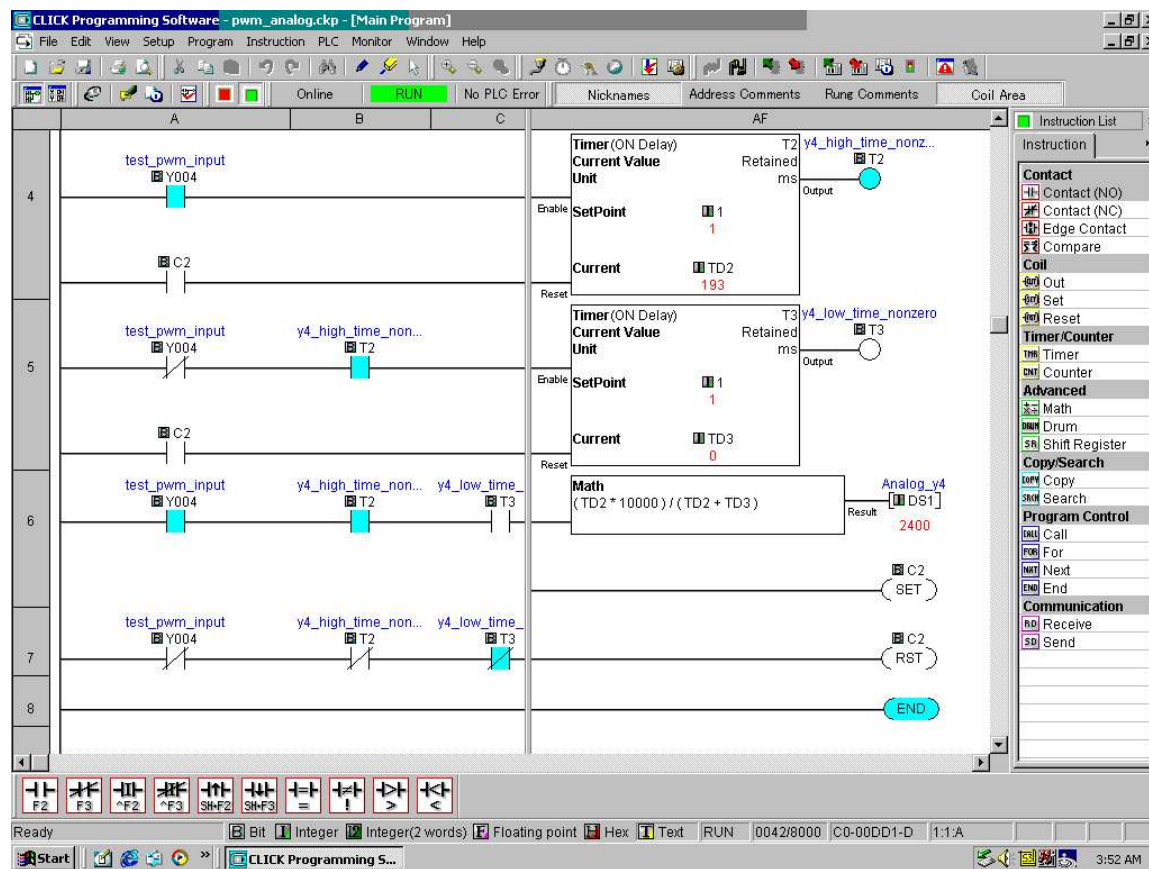 CLICK Programming Software - pwm_analog.ckp - [Main Program]
File Edit View Setup Program Instruction PLC Monitor Window Help
Online RUN No PLC Error Nicknames Address Comments Rung Comments Coil Area
A B C AF
Instruction List
Instruction
4
test_pwm_input
Y004
Timer(ON Delay) T2
Current Value Retained
Unit ms
Enable SetPoint 1
1
Current TD2
193
Reset
y4_high_time_nonz...
T2
Output
C2
5
test_pwm_input y4_high_time_non...
Y004 T2
Timer(ON Delay) T3
Current Value Retained
Unit ms
Enable SetPoint 1
1
Current TD3
0
Reset
y4_low_time_nonzero
T3
Output
C2
6
test_pwm_input y4_high_time_non... y4_low_time_
Y004 T2 T3
Math
( TD2 * 10000 ) / ( TD2 + TD3 )
Result
Analog_y4
DS1
2400
C2
SET
7
test_pwm_input y4_high_time_non... y4_low_time_
Y004 T2 T3
C2
RST
8
END
Contact
Contact (NO)
Contact (NC)
Edge Contact
Compare
Coil
Out
Set
Reset
Timer/Counter
Timer
Counter
Advanced
Math
Drum
Shift Register
Copy/Search
Copy
Search
Program Control
Call
For
Next
End
Communication
Receive
Send
F2 F3 ^F2 ^F3 SH+F2 SH+F3 = ! > <
Ready B Bit I Integer Integer(2 words) F Floating point H Hex T Text RUN 0042/8000 C0-00DD1-D 1:1:A
Start » CLICK Programming S... 3:52 AM